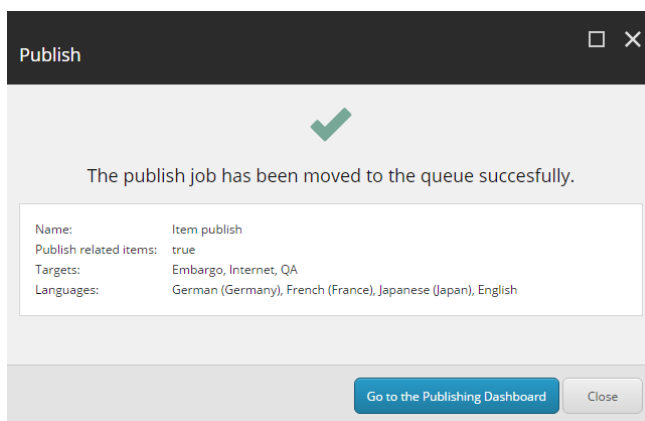 Publish
The publish job has been moved to the queue succesfully.
Name: Item publish
Publish related items: true
Targets: Embargo, Internet, QA
Languages: German (Germany), French (France), Japanese (Japan), English
Go to the Publishing Dashboard Close